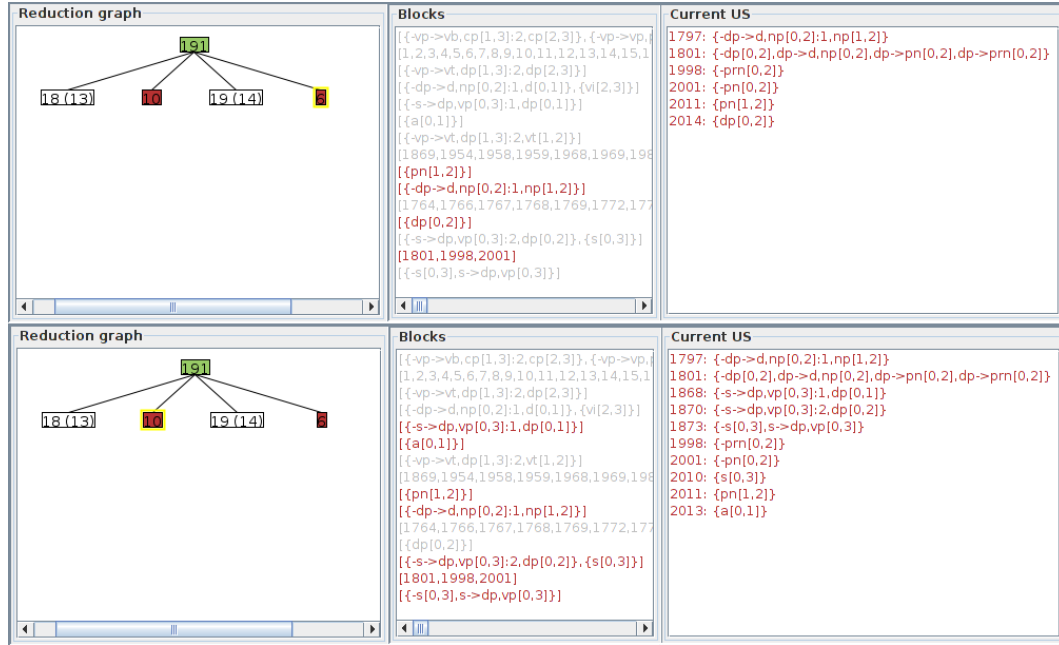 Reduction graph
191
18 (13)
10
19 (14)
6
Blocks
[{-vp->vb,cp[1,3]:2,cp[2,3]},{-vp->vp,
[1,2,3,4,5,6,7,8,9,10,11,12,13,14,15,1
[{-vp->vt,dp[1,3]:2,dp[2,3]}]
[{-dp->d,np[0,2]:1,d[0,1]},{vi[2,3]}]
[{-s->dp,vp[0,3]:1,dp[0,1]}]
[{a[0,1]}]
[{-vp->vt,dp[1,3]:2,vt[1,2]}]
[1869,1954,1958,1959,1968,1969,198
[{pn[1,2]}]
[{-dp->d,np[0,2]:1,np[1,2]}]
[1764,1766,1767,1768,1769,1772,177
[{dp[0,2]}]
[{-s->dp,vp[0,3]:2,dp[0,2]},{s[0,3]}]
[1801,1998,2001]
[{-s[0,3],s->dp,vp[0,3]}]
Current US
1797: {-dp->d,np[0,2]:1,np[1,2]}
1801: {-dp[0,2],dp->d,np[0,2],dp->pn[0,2],dp->prn[0,2]}
1998: {-prn[0,2]}
2001: {-pn[0,2]}
2011: {pn[1,2]}
2014: {dp[0,2]}
Reduction graph
191
18 (13)
10
19 (14)
6
Blocks
[{-vp->vb,cp[1,3]:2,cp[2,3]},{-vp->vp,
[1,2,3,4,5,6,7,8,9,10,11,12,13,14,15,1
[{-vp->vt,dp[1,3]:2,dp[2,3]}]
[{-dp->d,np[0,2]:1,d[0,1]},{vi[2,3]}]
[{-s->dp,vp[0,3]:1,dp[0,1]}]
[{a[0,1]}]
[{-vp->vt,dp[1,3]:2,vt[1,2]}]
[1869,1954,1958,1959,1968,1969,198
[{pn[1,2]}]
[{-dp->d,np[0,2]:1,np[1,2]}]
[1764,1766,1767,1768,1769,1772,177
[{dp[0,2]}]
[{-s->dp,vp[0,3]:2,dp[0,2]},{s[0,3]}]
[1801,1998,2001]
[{-s[0,3],s->dp,vp[0,3]}]
Current US
1797: {-dp->d,np[0,2]:1,np[1,2]}
1801: {-dp[0,2],dp->d,np[0,2],dp->pn[0,2],dp->prn[0,2]}
1868: {-s->dp,vp[0,3]:1,dp[0,1]}
1870: {-s->dp,vp[0,3]:2,dp[0,2]}
1873: {-s[0,3],s->dp,vp[0,3]}
1998: {-prn[0,2]}
2001: {-pn[0,2]}
2010: {s[0,3]}
2011: {pn[1,2]}
2013: {a[0,1]}